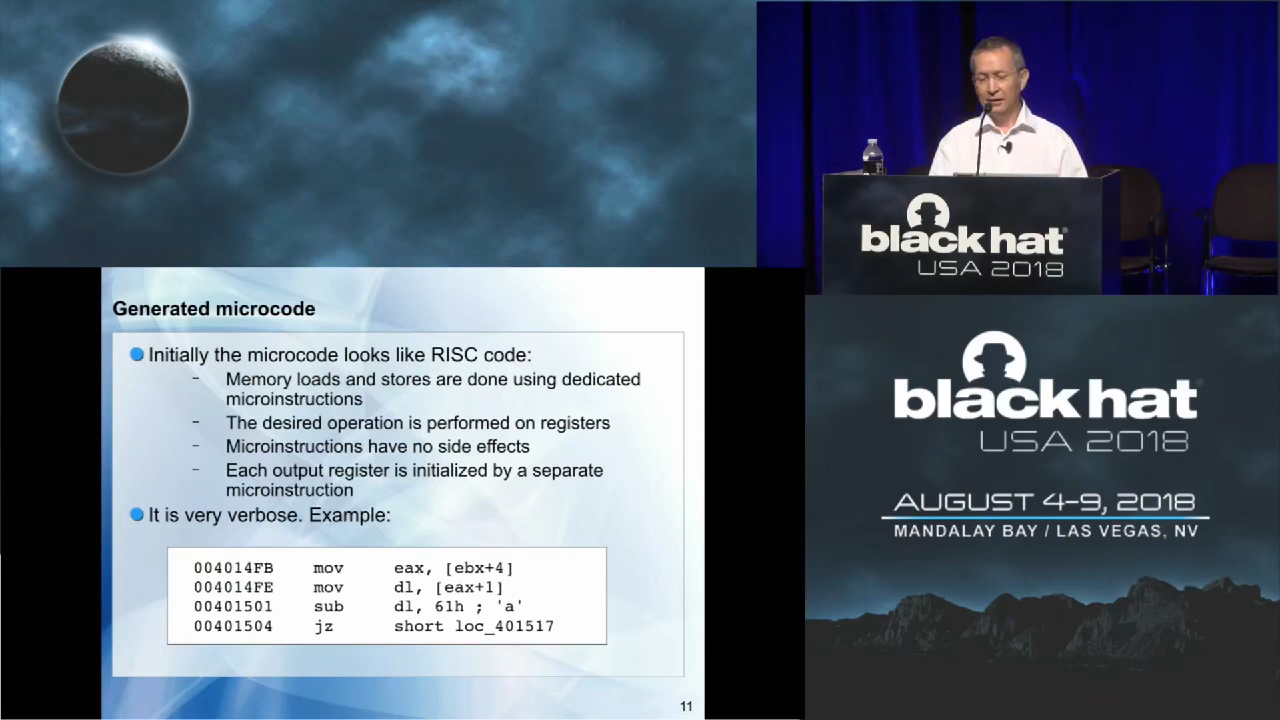 black hat
USA 2018
Generated microcode
Initially the microcode looks like RISC code:
- Memory loads and stores are done using dedicated
microinstructions
- The desired operation is performed on registers
- Microinstructions have no side effects
- Each output register is initialized by a separate
microinstruction
It is very verbose. Example:
004014FB mov eax, [ebx+4]
004014FE mov dl, [eax+1]
00401501 sub dl, 61h ; 'a'
00401504 jz short loc_401517
11
black hat
USA 2018
AUGUST 4-9, 2018
MANDALAY BAY / LAS VEGAS, NV